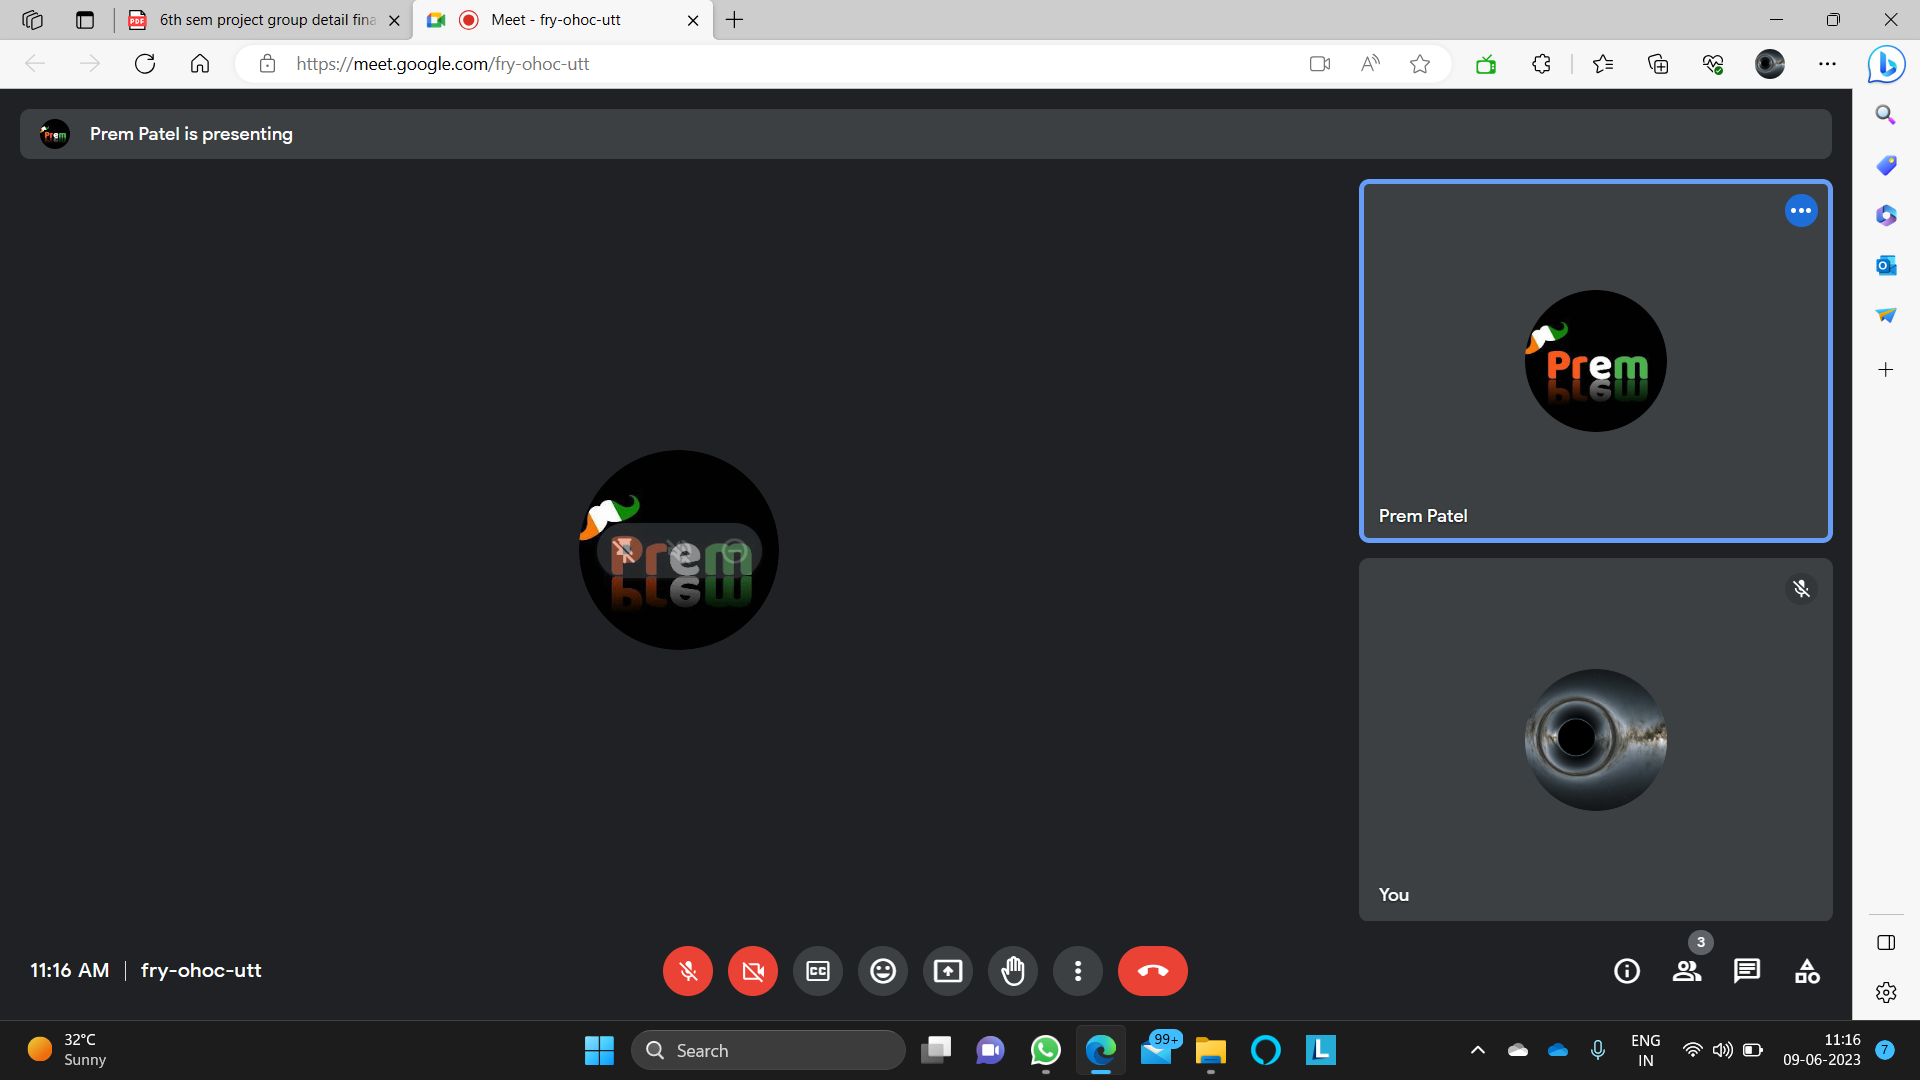 6th sem project group detail fina
Meet - fry-ohoc-utt
https://meet.google.com/fry-ohoc-utt
Prem
Prem Patel is presenting
Prem
Prem Patel
Prem
You
11:16 AM
fry-ohoc-utt
CC
3
32°C
Sunny
Search
99+
L
ENG
IN
11:16
09-06-2023
7